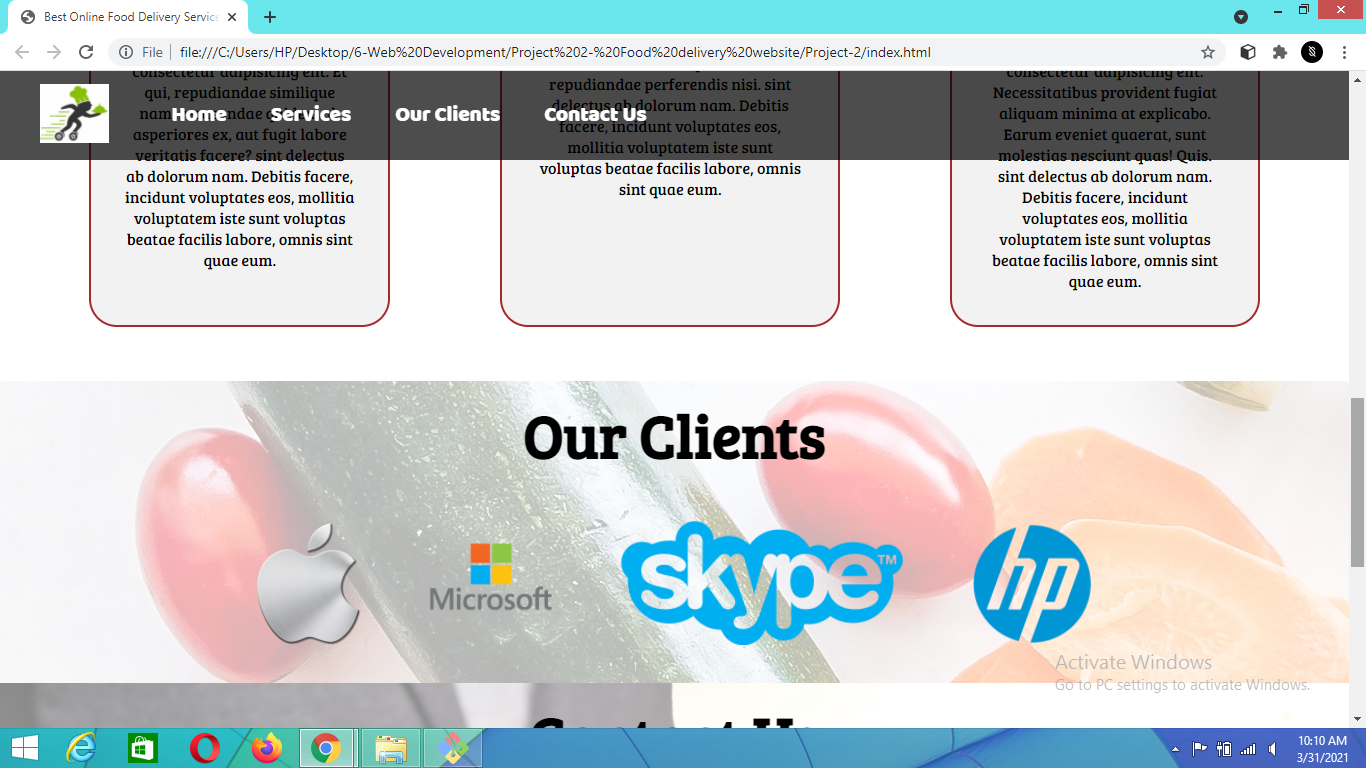 Best Online Food Delivery Service
File
file:///C:/Users/HP/Desktop/6-Web%20Development/Project%202-%20Food%20delivery%20website/Project-2/index.html
Home
Services
Our Clients
Contact Us
consectetur adipisicing elit. Et
qui, repudiandae similique
asperiores ex, aut fugit labore
veritatis facere? sint delectus
ab dolorum nam. Debitis facere,
incidunt voluptates eos, mollitia
voluptatem iste sunt voluptas
beatae facilis labore, omnis sint
quae eum.
repudiandae perferendis nisi. sint
delectus ab dolorum nam. Debitis
facere, incidunt voluptates eos,
mollitia voluptatem iste sunt
voluptas beatae facilis labore, omnis
sint quae eum.
consectetur adipisicing elit.
Necessitatibus provident fugiat
aliquam minima at explicabo.
Earum eveniet quaerat, sunt
molestias nesciunt quas! Quis.
sint delectus ab dolorum nam.
Debitis facere, incidunt
voluptates eos, mollitia
voluptatem iste sunt voluptas
beatae facilis labore, omnis sint
quae eum.
Our Clients
Microsoft
skype™
hp
Activate Windows
Go to PC settings to activate Windows.
Contact Us
10:10 AM
3/31/2021